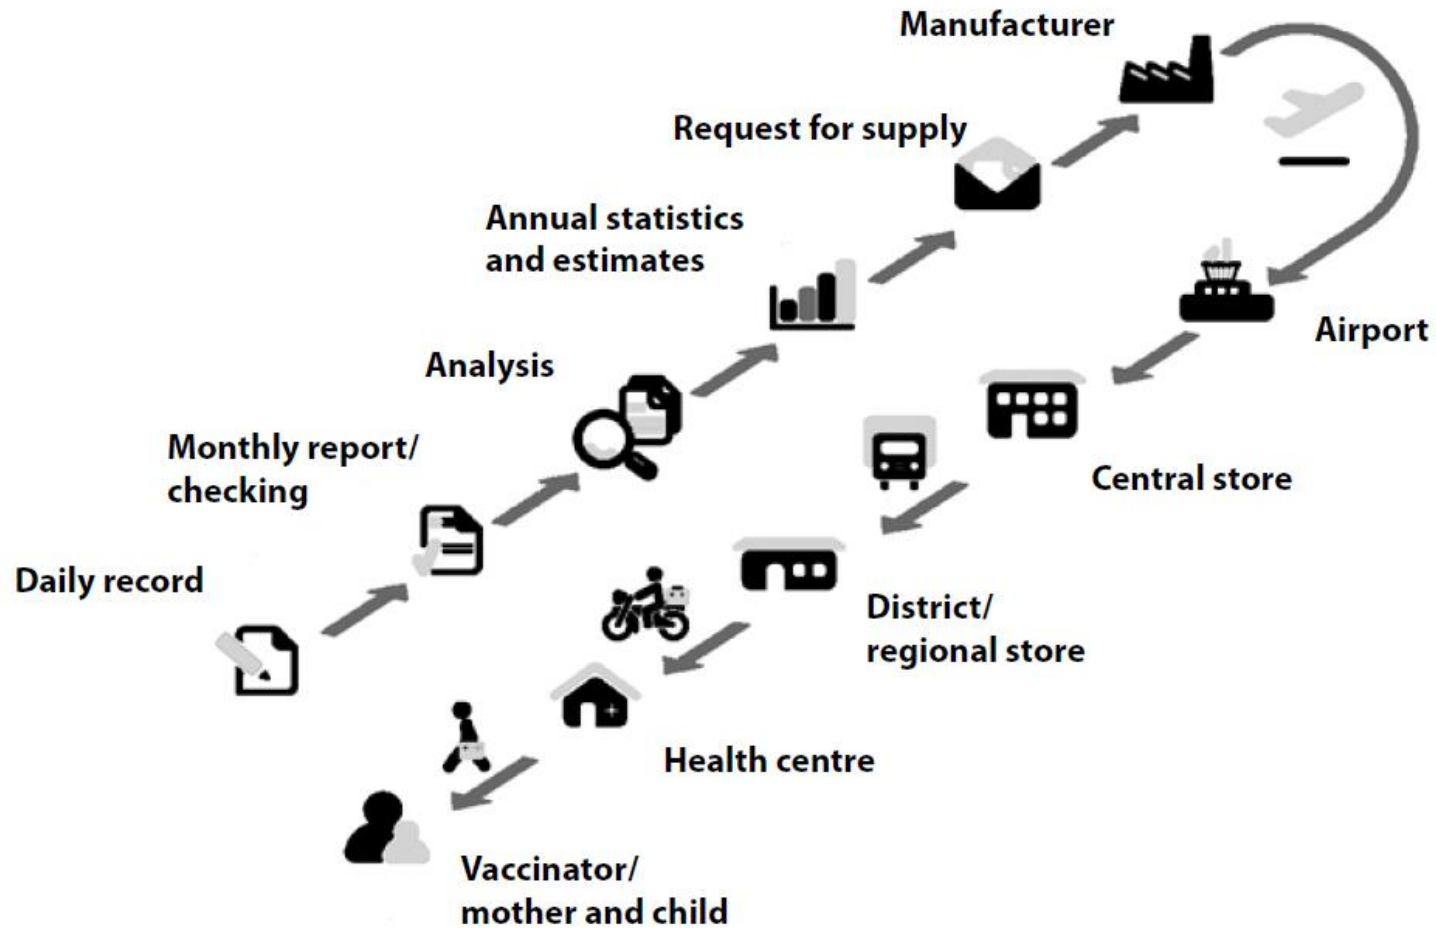 Manufacturer
Request for supply
Annual statistics
and estimates
Airport
Analysis
Monthly report/
checking
Central store
Daily record
District/
regional store
Health centre
Vaccinator/
mother and child